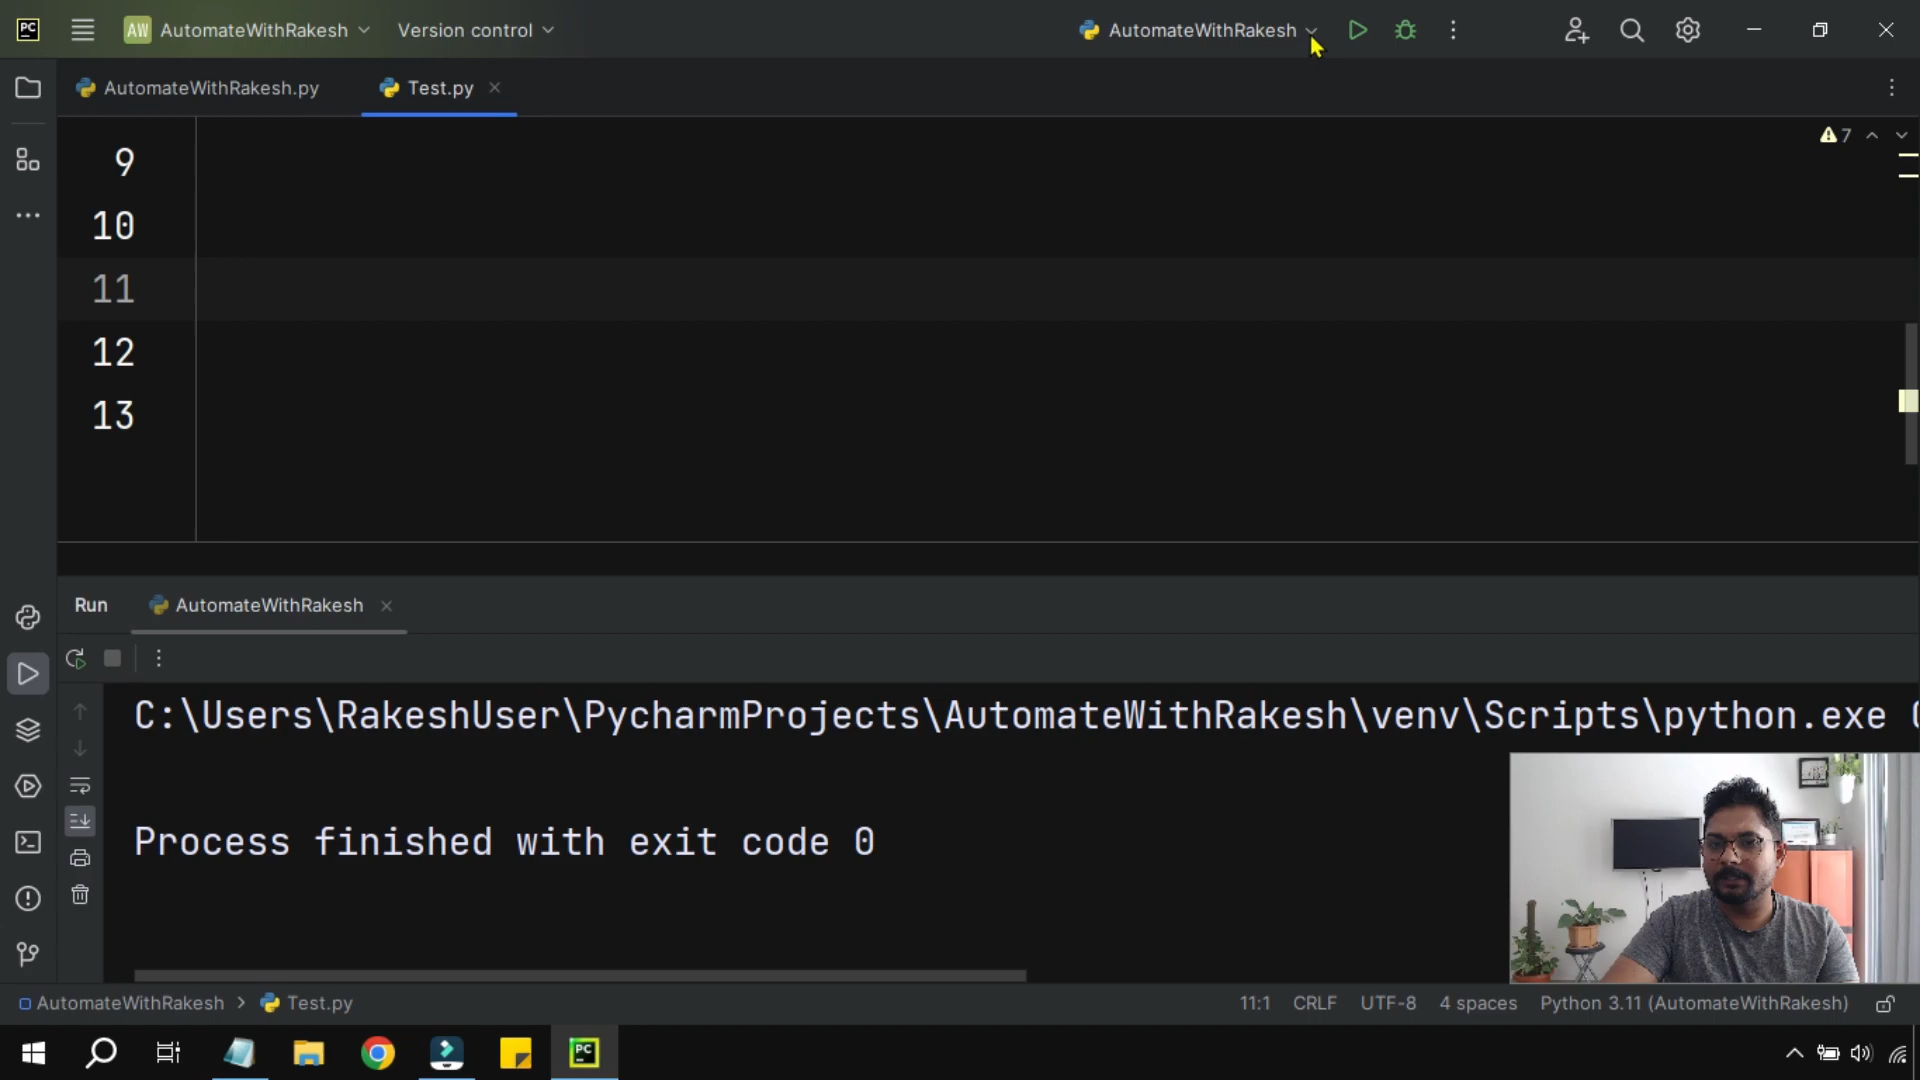 PC AW AutomateWithRakesh Version control AutomateWithRakesh
AutomateWithRakesh.py Test.py
7
9
10
11
12
13
Run AutomateWithRakesh
C:\Users\RakeshUser\PycharmProjects\AutomateWithRakesh\venv\Scripts\python.exe
Process finished with exit code 0
AutomateWithRakesh > Test.py 11:1 CRLF UTF-8 4 spaces Python 3.11 (AutomateWithRakesh)
PC